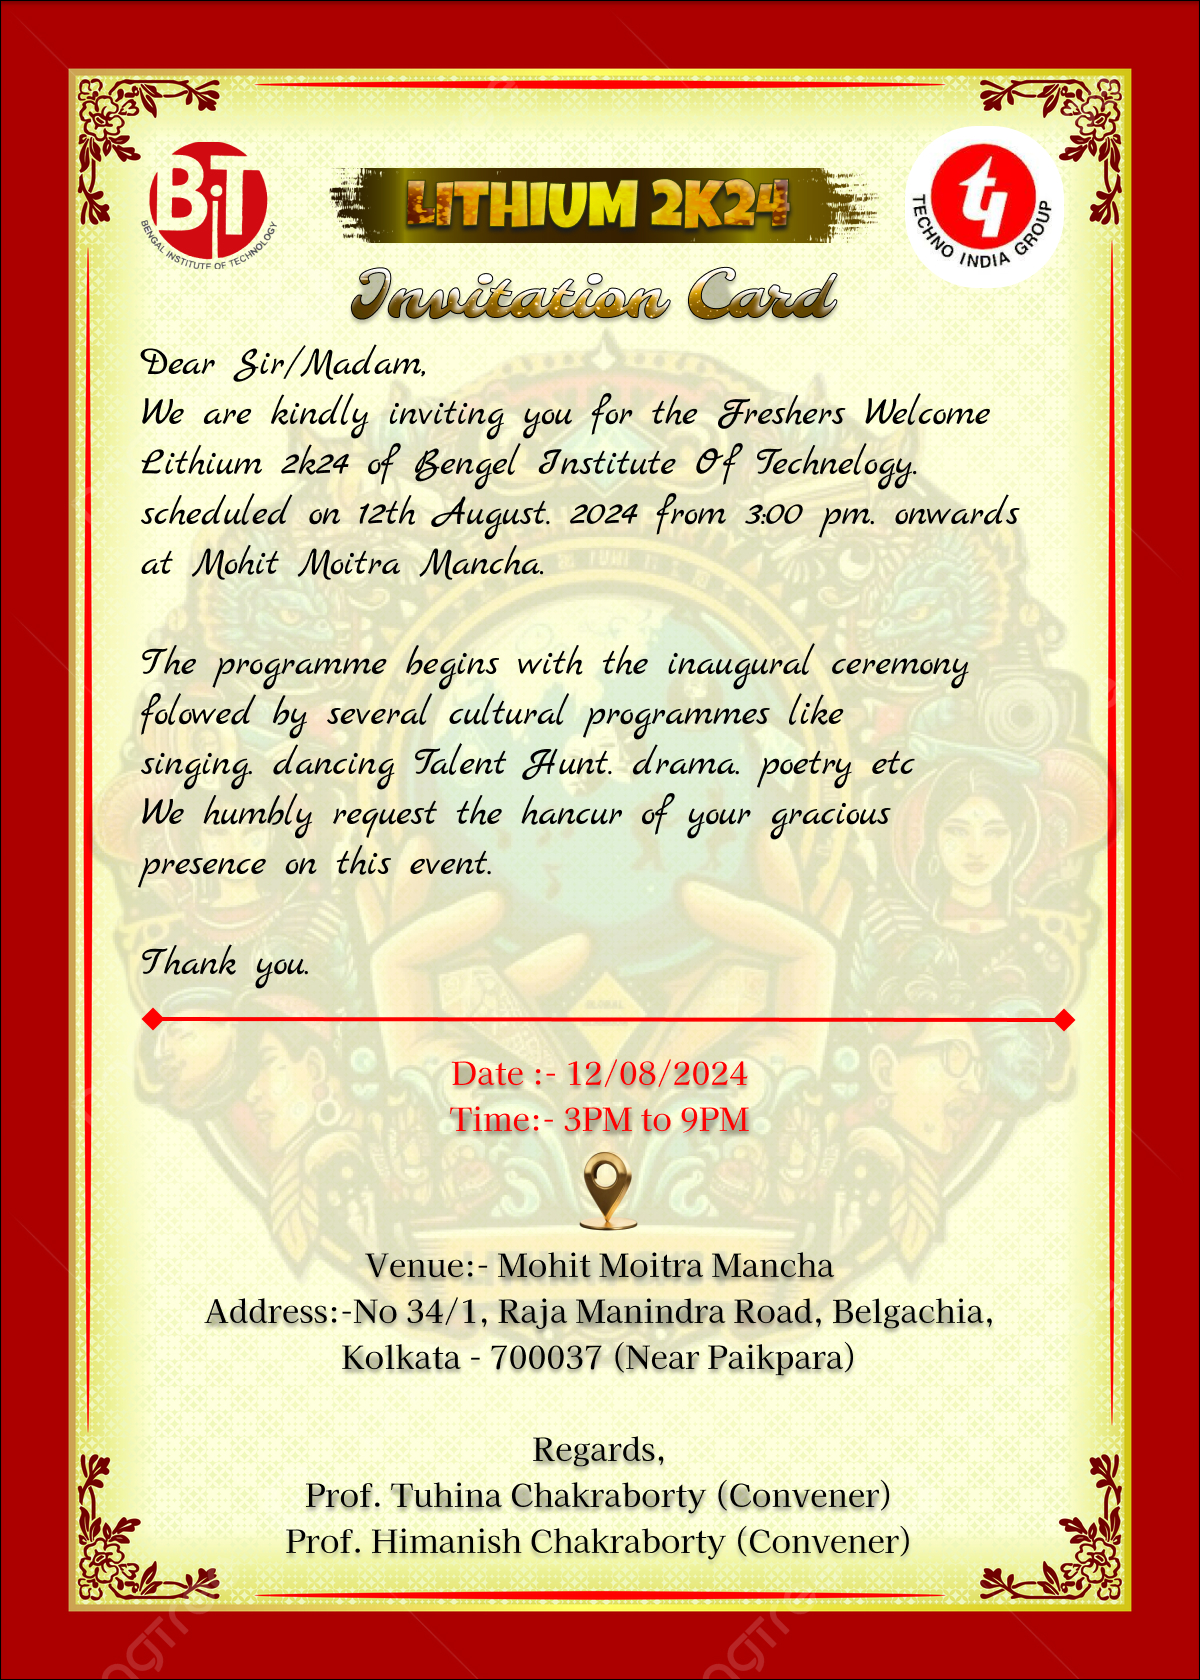 BiT
BENGAL INSTITUTE OF TECHNOLOGY
LITHIUM 2K24
TECHNO INDIA GROUP
Invitation Card
Dear Sir/Madam,
We are kindly inviting you for the Freshers Welcome
Lithium 2k24 of Bengel Institute Of Technelogy.
scheduled on 12th August. 2024 from 3:00 pm. onwards
at Mohit Moitra Mancha.
The programme begins with the inaugural ceremony
folowed by several cultural programmes like
singing. dancing Talent Hunt. drama. poetry etc
We humbly request the hancur of your gracious
presence on this event.
Thank you.
Date :- 12/08/2024
Time:- 3PM to 9PM
Venue:- Mohit Moitra Mancha
Address:-No 34/1, Raja Manindra Road, Belgachia,
Kolkata - 700037 (Near Paikpara)
Regards,
Prof. Tuhina Chakraborty (Convener)
Prof. Himanish Chakraborty (Convener)